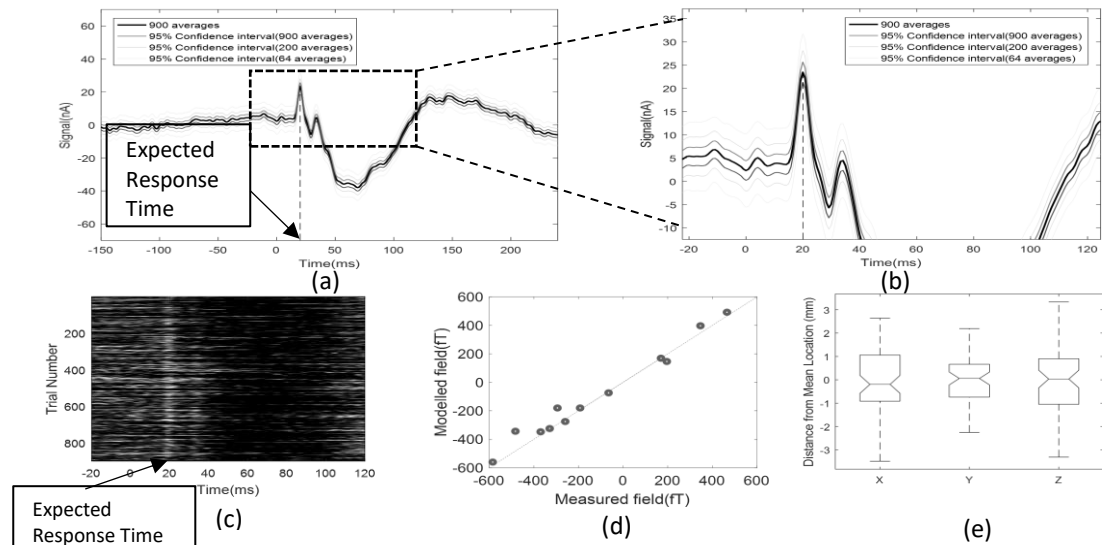 900 averages
95% Confidence interval(900 averages)
95% Confidence interval(200 averages)
95% Confidence interval(64 averages)
Signal(nA)
60
40
20
0
-20
-40
-60
-150
-100
-50
0
50
100
150
200
Time(ms)
Expected
Response
Time
(a)
900 averages
95% Confidence interval(900 averages)
95% Confidence interval(200 averages)
95% Confidence interval(64 averages)
Signal(nA)
35
30
25
20
15
10
5
0
-5
-10
-20
0
20
40
60
80
100
120
Time(ms)
(b)
Trial Number
200
400
600
800
-20
0
20
40
60
80
100
120
Time(ms)
Expected
Response Time
(c)
Modelled field(fT)
600
400
200
0
-200
-400
-600
-600
-400
-200
0
200
400
600
Measured field(fT)
(d)
Distance from Mean Location (mm)
3
2
1
0
-1
-2
-3
X
Y
Z
(e)